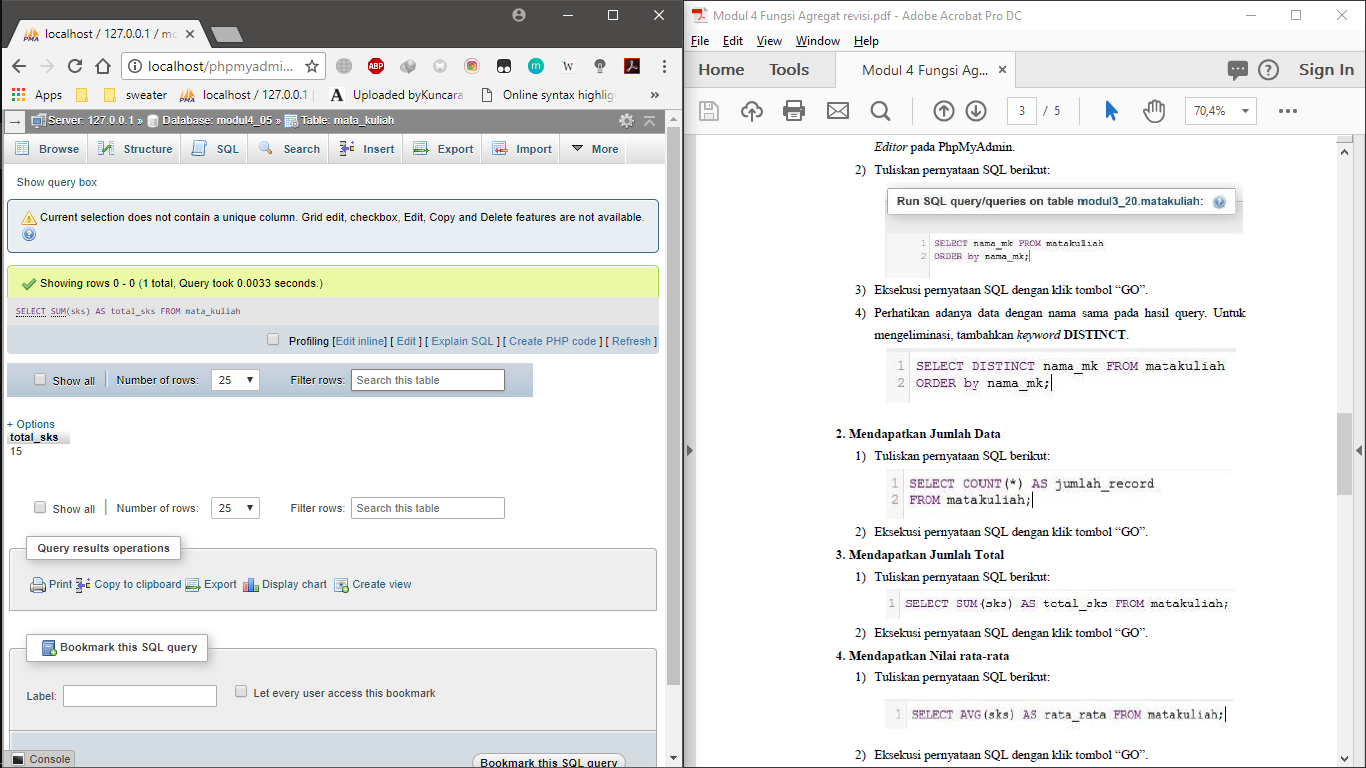 localhost / 127.0.0.1 / mc
localhost/phpmyadmi...
ABP
m
W
Apps
sweater
localhost / 127.0.0.1
Uploaded byKuncara
Online syntax highlig
»
Server: 127.0.0.1 » Database: modul4_05 » Table: mata_kuliah
Browse Structure SQL Search Insert Export Import More
Show query box
Current selection does not contain a unique column. Grid edit, checkbox, Edit, Copy and Delete features are not available.
Showing rows 0 - 0 (1 total, Query took 0.0033 seconds.)
SELECT SUM(sks) AS total_sks FROM mata_kuliah
Profiling [Edit inline] [ Edit ] [ Explain SQL ] [ Create PHP code ] [ Refresh ]
Show all Number of rows: 25 Filter rows: Search this table
+ Options
total_sks
15
Show all Number of rows: 25 Filter rows: Search this table
Query results operations
Print Copy to clipboard Export Display chart Create view
Bookmark this SQL query
Label: Let every user access this bookmark
Console
Bookmark this SQL query
Modul 4 Fungsi Agregat revisi.pdf - Adobe Acrobat Pro DC
File Edit View Window Help
Home Tools Modul 4 Fungsi Ag... × Sign In
3 / 5 70,4%
Editor pada PhpMyAdmin.
2) Tuliskan pernyataan SQL berikut:
Run SQL query/queries on table modul3_20.matakuliah:
1 SELECT nama_mk FROM matakuliah
2 ORDER by nama_mk;
3) Eksekusi pernyataan SQL dengan klik tombol “GO”.
4) Perhatikan adanya data dengan nama sama pada hasil query. Untuk
mengeliminasi, tambahkan keyword DISTINCT.
1 SELECT DISTINCT nama_mk FROM matakuliah
2 ORDER by nama_mk;
2. Mendapatkan Jumlah Data
1) Tuliskan pernyataan SQL berikut:
1 SELECT COUNT(*) AS jumlah_record
2 FROM matakuliah;
2) Eksekusi pernyataan SQL dengan klik tombol “GO”.
3. Mendapatkan Jumlah Total
1) Tuliskan pernyataan SQL berikut:
1 SELECT SUM(sks) AS total_sks FROM matakuliah;
2) Eksekusi pernyataan SQL dengan klik tombol “GO”.
4. Mendapatkan Nilai rata-rata
1) Tuliskan pernyataan SQL berikut:
1 SELECT AVG(sks) AS rata_rata FROM matakuliah;
2) Eksekusi pernyataan SQL dengan klik tombol “GO”.